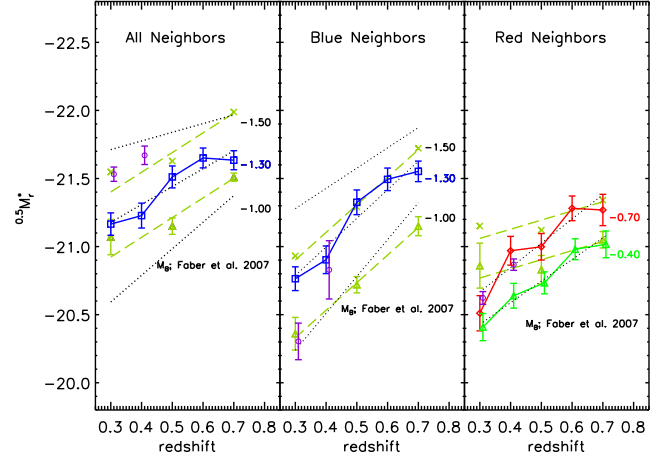 All Neighbors
Blue Neighbors
Red Neighbors
-22.5
-22.0
-21.5
-21.0
-20.5
-20.0
0.5Mr*
-1.50
-1.30
-1.00
MB; Faber et al. 2007
-1.50
-1.30
-1.00
MB; Faber et al. 2007
-0.70
-0.40
MB; Faber et al. 2007
0.3 0.4 0.5 0.6 0.7 0.8
0.3 0.4 0.5 0.6 0.7 0.8
0.3 0.4 0.5 0.6 0.7 0.8
redshift
redshift
redshift